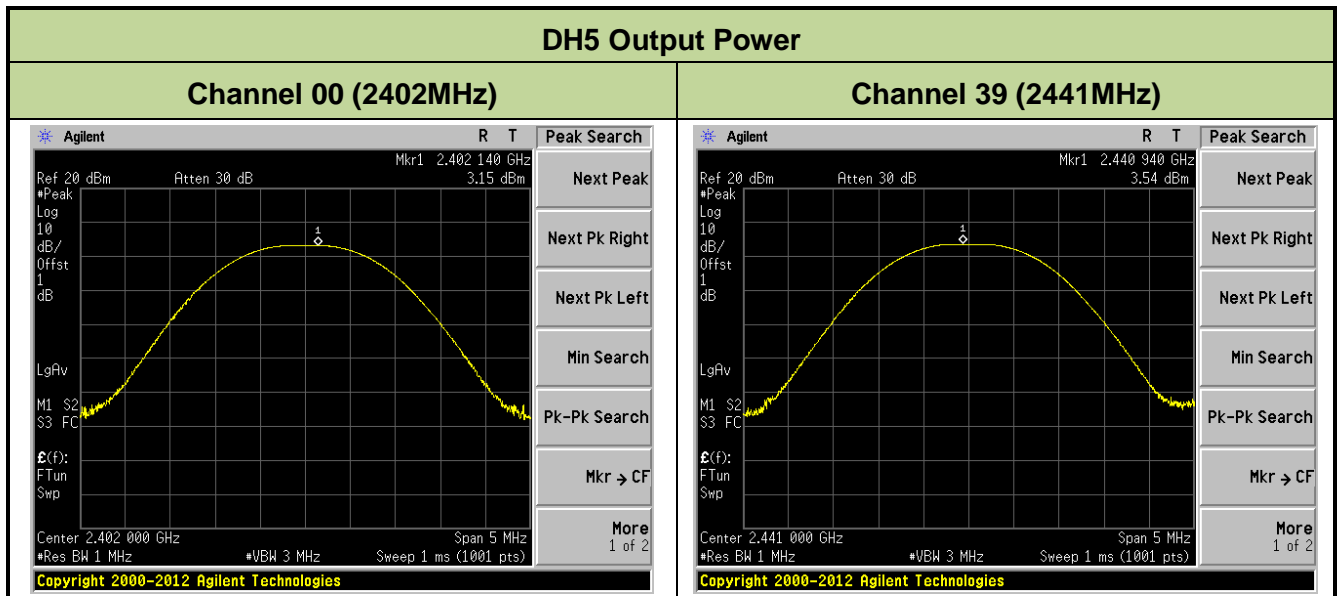 DH5 Output Power
Channel 00 (2402MHz)
Channel 39 (2441MHz)
Agilent R T Peak Search
Mkr1 2.402 140 GHz
Ref 20 dBm Atten 30 dB 3.15 dBm
#Peak
Log
10
dB/
Offst
1
dB
LgAv
M1 S2
S3 FC
£(f):
FTun
Swp
1
Center 2.402 000 GHz Span 5 MHz
#Res BW 1 MHz #VBW 3 MHz Sweep 1 ms (1001 pts)
Copyright 2000-2012 Agilent Technologies
Next Peak
Next Pk Right
Next Pk Left
Min Search
Pk-Pk Search
Mkr → CF
More
1 of 2
Agilent R T Peak Search
Mkr1 2.440 940 GHz
Ref 20 dBm Atten 30 dB 3.54 dBm
#Peak
Log
10
dB/
Offst
1
dB
LgAv
M1 S2
S3 FC
£(f):
FTun
Swp
1
Center 2.441 000 GHz Span 5 MHz
#Res BW 1 MHz #VBW 3 MHz Sweep 1 ms (1001 pts)
Copyright 2000-2012 Agilent Technologies
Next Peak
Next Pk Right
Next Pk Left
Min Search
Pk-Pk Search
Mkr → CF
More
1 of 2